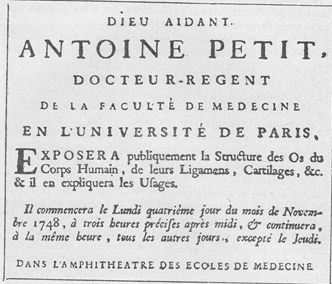 DIEU AIDANT.
ANTOINE PETIT,
DOCTEUR-REGENT
DE LA FACULTÉ DE MEDECINE
EN L'UNIVERSITÉ DE PARIS,
EXPOSERA publiquement la Structure des Os du
Corps Humain, de leurs Ligamens, Cartilages, &c.
& il en expliquera les Usages.
Il commencera le Lundi quatriéme jour du mois de Novem-
bre 1748, à trois heures précises après midi, & continuera,
à la même heure, tous les autres jours, excepté le Jeudi.
DANS L'AMPHITHEATRE DES ECOLES DE MEDECINE